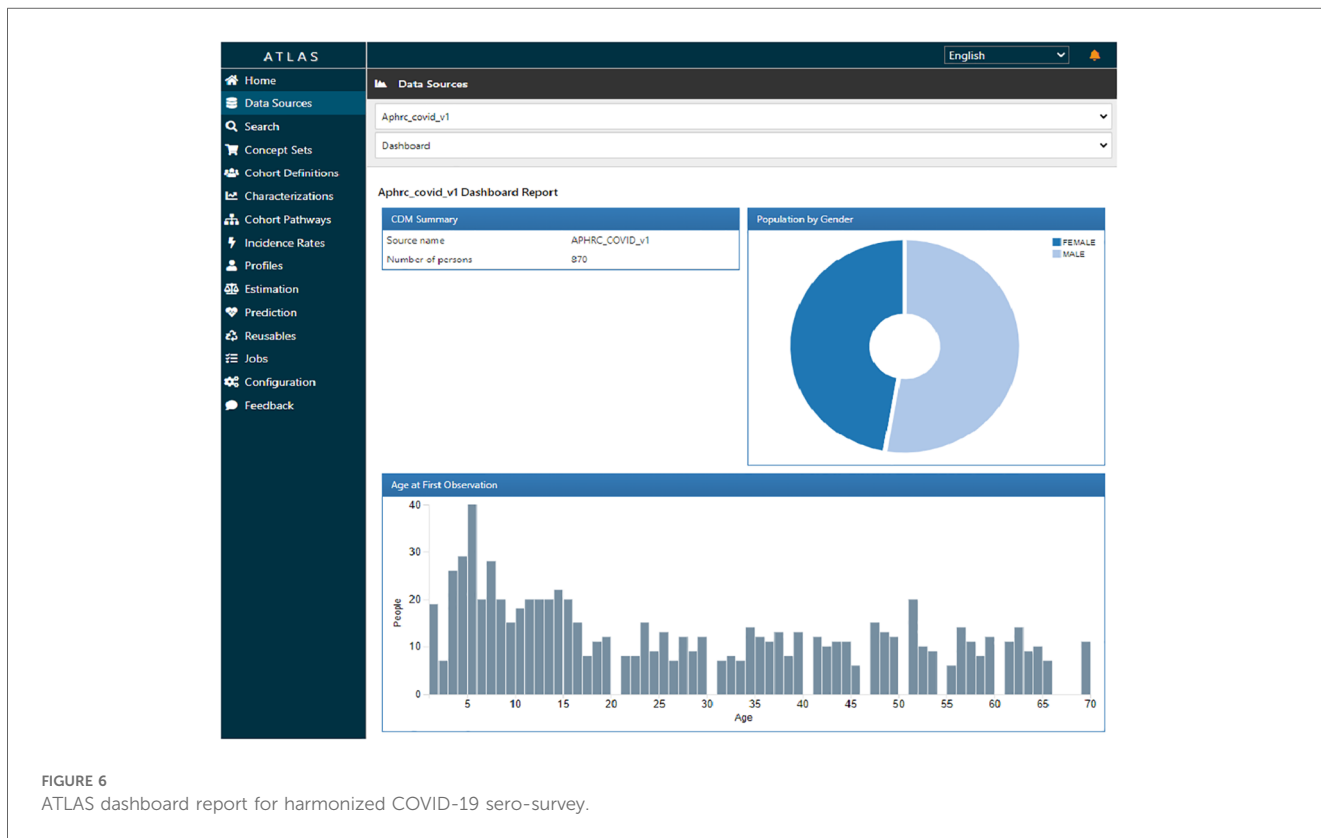 ATLAS
English
Home
Data Sources
Search
Concept Sets
Cohort Definitions
Characterizations
Cohort Pathways
Incidence Rates
Profiles
Estimation
Prediction
Reusables
Jobs
Configuration
Feedback
Data Sources
Aphrc_covid_v1
Dashboard
Aphrc_covid_v1 Dashboard Report
CDM Summary
Source name APHRC_COVID_v1
Number of persons 870
Population by Gender
FEMALE
MALE
Age at First Observation
40
30
20
10
0
People
5 10 15 20 25 30 35 40 45 50 55 60 65 70
Age
FIGURE 6
ATLAS dashboard report for harmonized COVID-19 sero-survey.